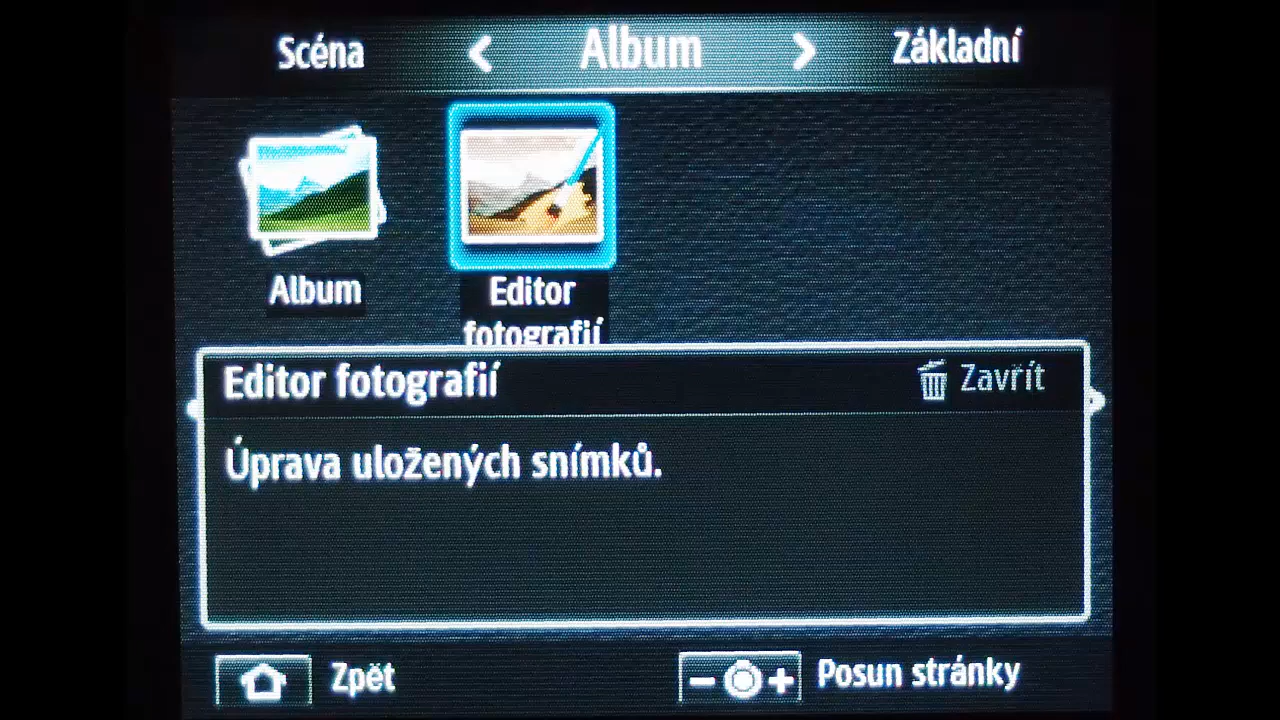 Scéna
Album
Základní
Album
Editor
fotografií
Editor fotografií
Zavřít
Úprava uložených snímků.
Zpět
Posun stránky